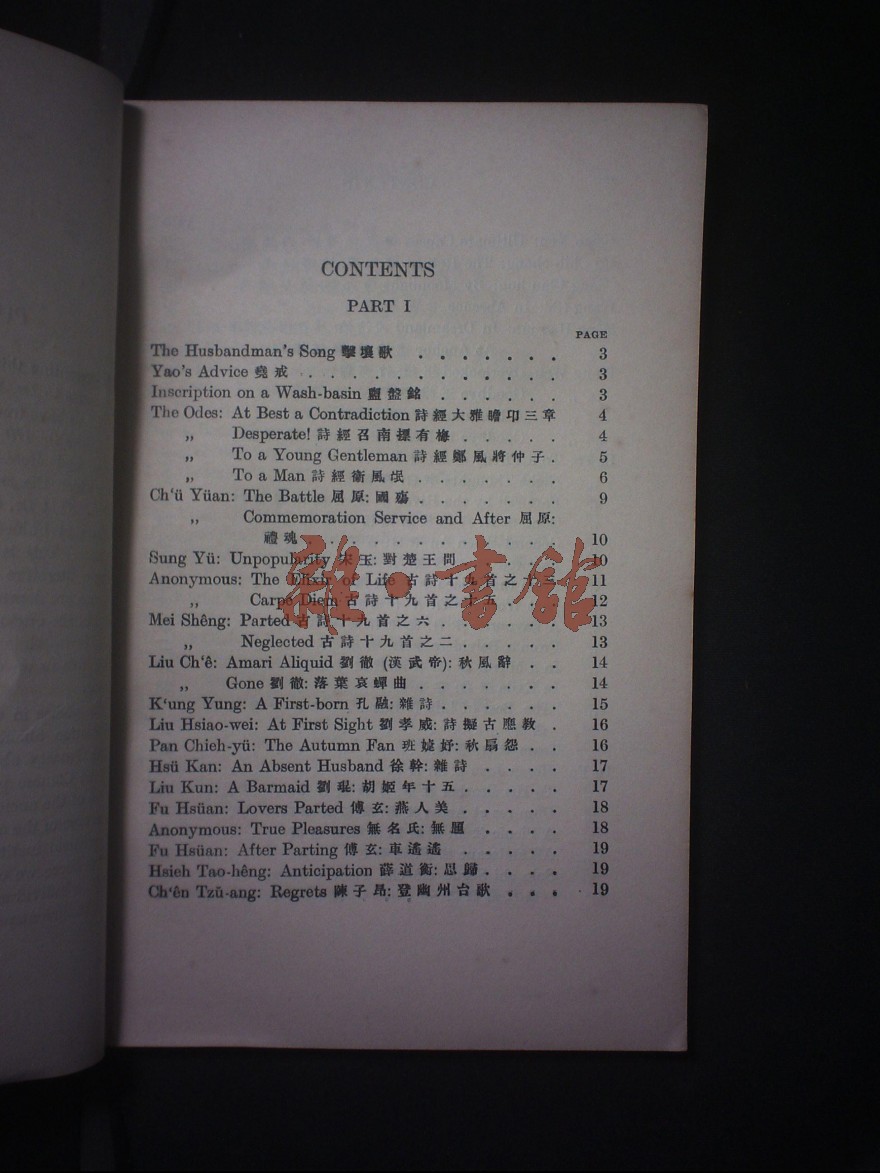 CONTENTS
PART I
PAGE
The Husbandman's Song 擊壤歌 . . . . . . . 3
Yao's Advice 堯戒 . . . . . . . . . . . . 3
Inscription on a Wash-basin 盥盤銘 . . . . . . 3
The Odes: At Best a Contradiction 詩經大雅瞻卬三章 4
„ Desperate! 詩經召南摽有梅 . . . . . 4
„ To a Young Gentleman 詩經鄭風將仲子 . 5
„ To a Man 詩經衛風氓 . . . . . . . 6
Ch‘ü Yüan: The Battle 屈原:國殤 . . . . . . . 9
„ Commemoration Service and After 屈原:
禮魂 . . . . . . . . . . . . 10
Sung Yü: Unpopularity 宋玉:對楚王問 . . . . . 10
Anonymous: The Elixir of Life 古詩十九首之十三 11
„ Carpe Diem 古詩十九首之十五 . . . 12
Mei Shêng: Parted 古詩十九首之六 . . . . . . 13
„ Neglected 古詩十九首之二 . . . . . 13
Liu Ch‘ê: Amari Aliquid 劉徹 (漢武帝): 秋風辭 . . 14
„ Gone 劉徹:落葉哀蟬曲 . . . . . . . 14
K‘ung Yung: A First-born 孔融:雜詩 . . . . . . 15
Liu Hsiao-wei: At First Sight 劉孝威:詩擬古應教 . 16
Pan Chieh-yü: The Autumn Fan 班婕妤:秋扇怨 . . 16
Hsü Kan: An Absent Husband 徐幹:雜詩 . . . . 17
Liu Kun: A Barmaid 劉琨:胡姬年十五 . . . . . 17
Fu Hsüan: Lovers Parted 傅玄:燕人美 . . . . . 18
Anonymous: True Pleasures 無名氏:無題 . . . . 18
Fu Hsüan: After Parting 傅玄:車遙遙 . . . . . 19
Hsieh Tao-hêng: Anticipation 薛道衡:思歸 . . . . 19
Ch‘ên Tzŭ-ang: Regrets 陳子昂:登幽州台歌 . . . 19
雜·書館